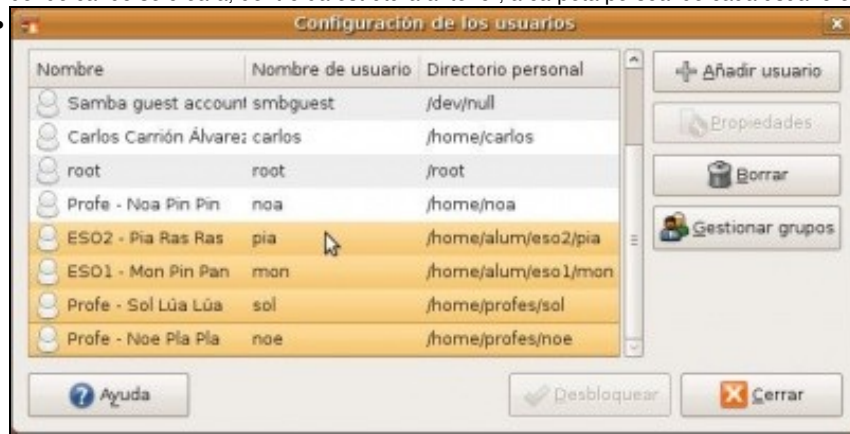 Configuración de los usuarios
Nombre Nombre de usuario Directorio personal
Samba guest account smbguest /dev/null
Carlos Carrión Álvarez carlos /home/carlos
root root /root
Profe - Noa Pin Pin noa /home/noa
ESO2 - Pia Ras Ras pia /home/alum/eso2/pia
ESO1 - Mon Pin Pan mon /home/alum/eso1/mon
Profe - Sol Lúa Lúa sol /home/profes/sol
Profe - Noe Pla Pla noe /home/profes/noe
Añadir usuario
Propiedades
Borrar
Gestionar grupos
Ayuda
Desbloquear
Cerrar